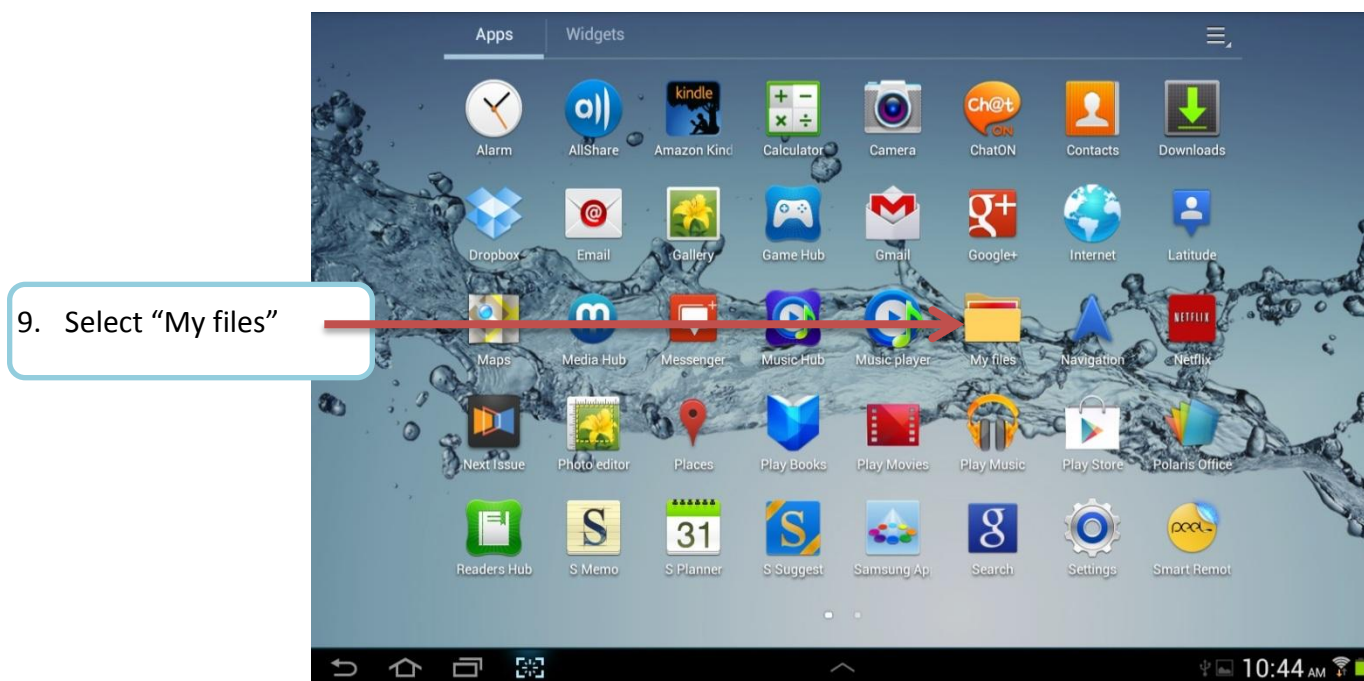 Apps Widgets
kindle
Ch@t
ON
Alarm AllShare Amazon Kind Calculator Camera ChatON Contacts Downloads
Dropbox Email Gallery Game Hub Gmail Google+ Internet Latitude
9. Select “My files”
NETFLIX
Maps Media Hub Messenger Music Hub Music player My files Navigation Netflix
Next Issue Photo editor Places Play Books Play Movies Play Music Play Store Polaris Office
31
peel
Readers Hub S Memo S Planner S Suggest Samsung Ap Search Settings Smart Remot
10:44 AM